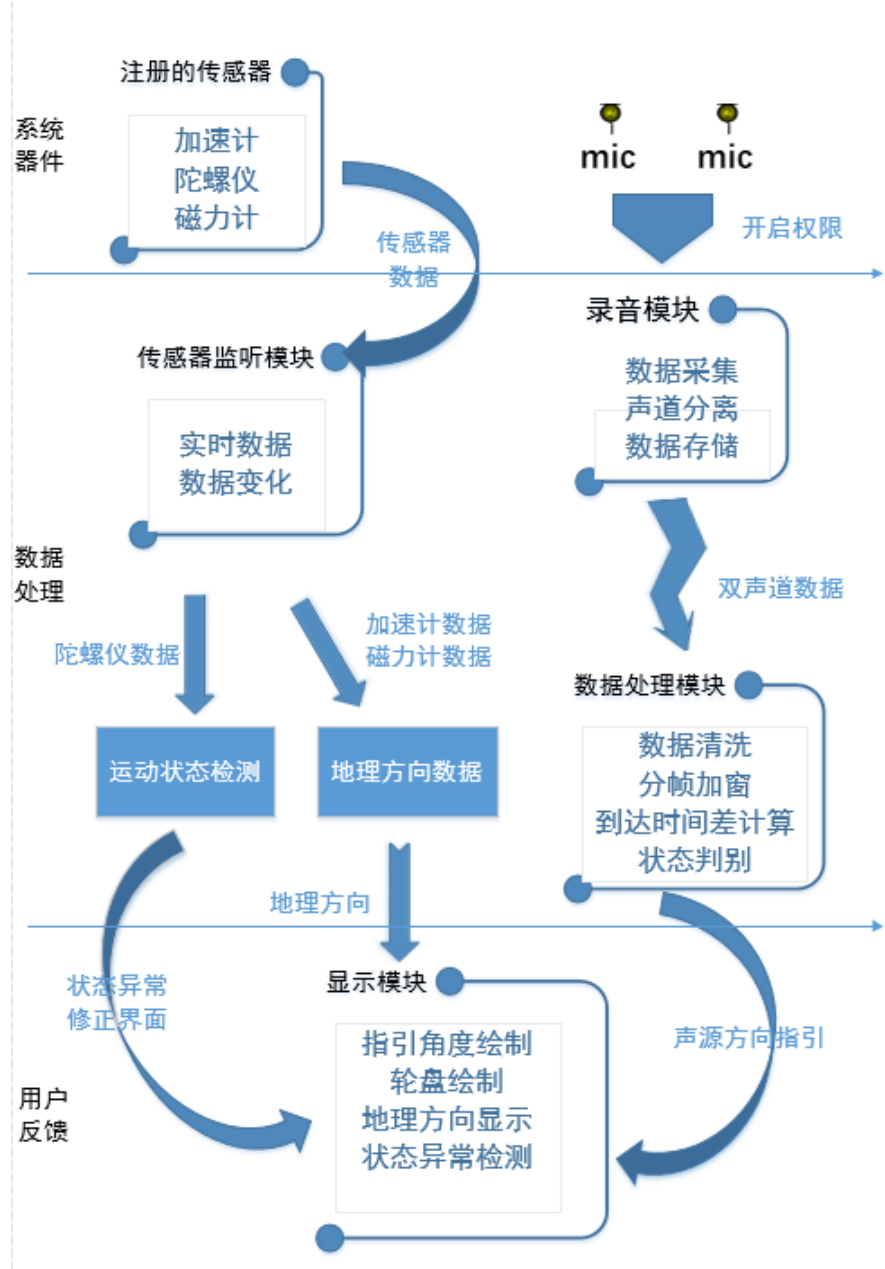 注册的传感器
系统
器件
加速计
陀螺仪
磁力计
mic
mic
开启权限
传感器
数据
录音模块
数据采集
声道分离
数据存储
传感器监听模块
实时数据
数据变化
数据
处理
双声道数据
陀螺仪数据
加速计数据
磁力计数据
数据处理模块
数据清洗
分帧加窗
到达时间差计算
状态判别
运动状态检测
地理方向数据
地理方向
状态异常
修正界面
显示模块
指引角度绘制
轮盘绘制
地理方向显示
状态异常检测
声源方向指引
用户
反馈